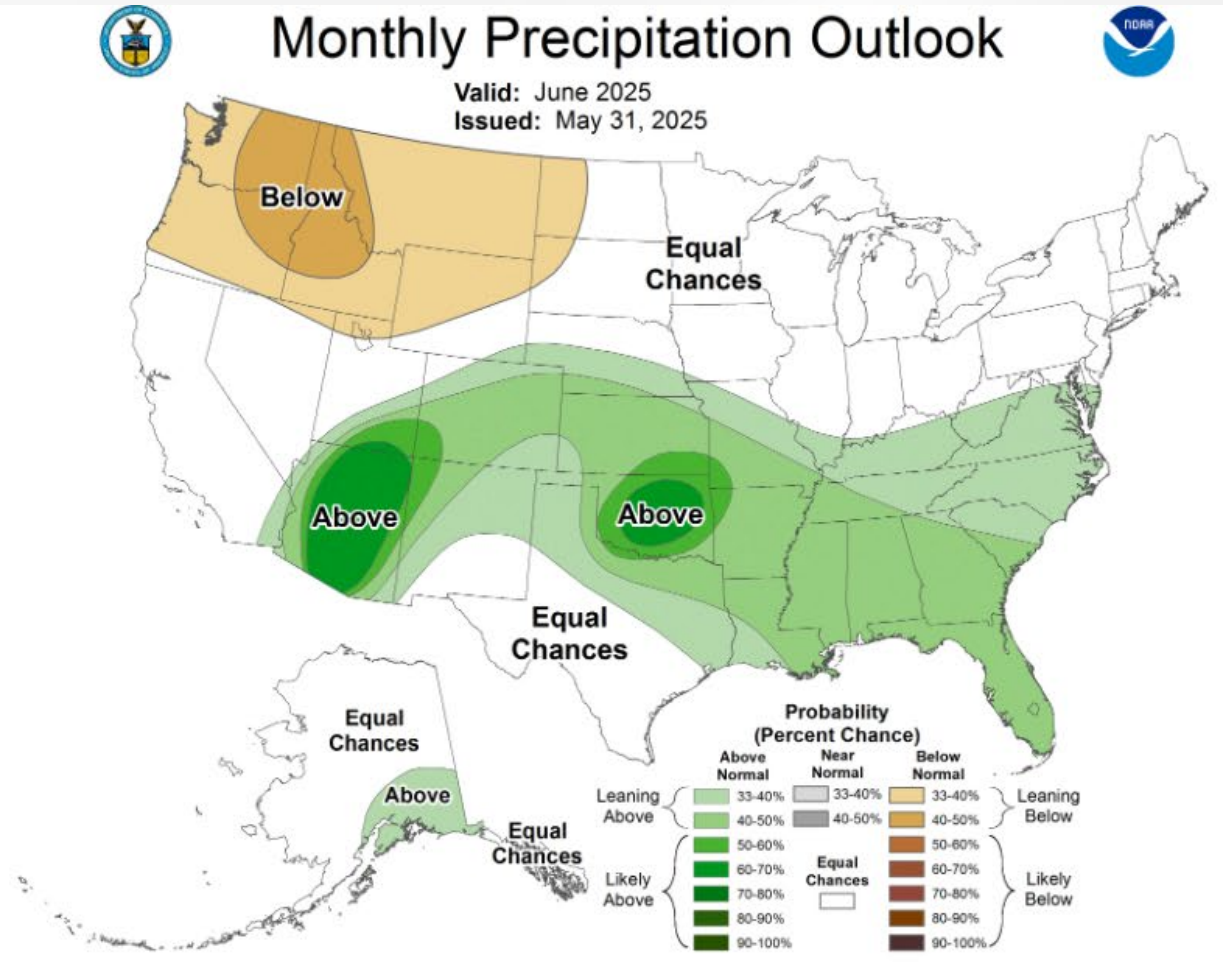 NOAA
Monthly Precipitation Outlook
Valid: June 2025
Issued: May 31, 2025
Below
Equal
Chances
Above
Above
Equal
Chances
Equal
Chances
Above
Equal
Chances
Probability
(Percent Chance)
Above
Normal
Near
Normal
Below
Normal
Leaning
Above
33-40%
40-50%
33-40%
40-50%
33-40%
40-50%
Leaning
Below
Likely
Above
50-60%
60-70%
70-80%
80-90%
90-100%
Equal
Chances
50-60%
60-70%
70-80%
80-90%
90-100%
Likely
Below